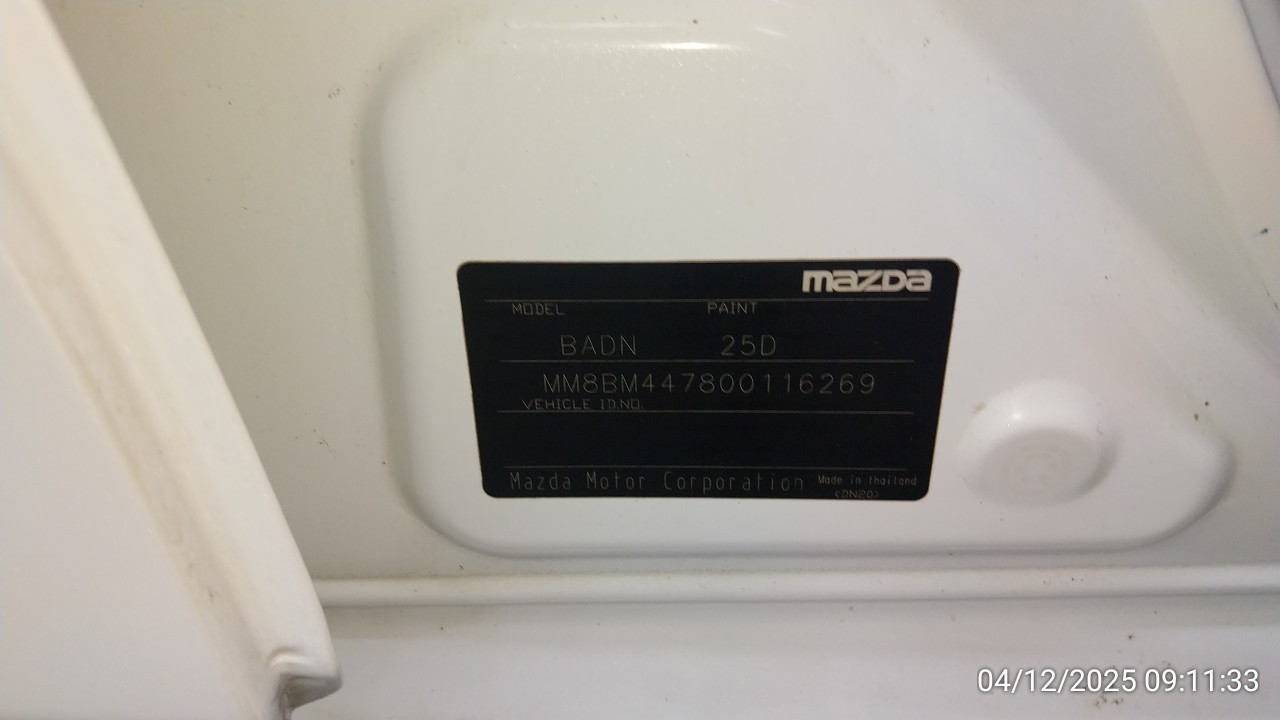 mazda
MODEL PAINT
BADN 25D
MM8BM447800116269
VEHICLE ID.NO.
Mazda Motor Corporation Made in thailand
(DN20)
04/12/2025 09:11:33